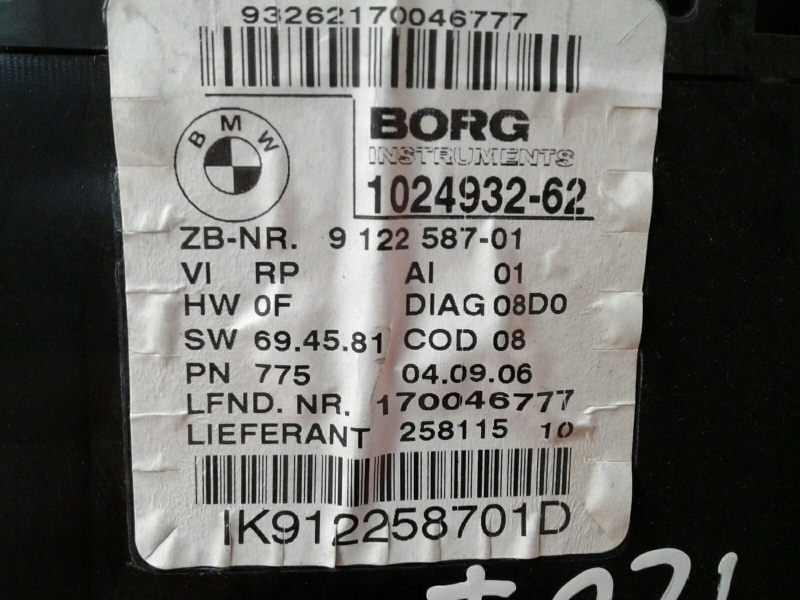 93262170046777
BMW
BORG
INSTRUMENTS
1024932-62
ZB-NR. 9 122 587-01
VI RP AI 01
HW 0F DIAG 08D0
SW 69.45.81 COD 08
PN 775 04.09.06
LFND. NR. 170046777
LIEFERANT 258115 10
IK912258701D